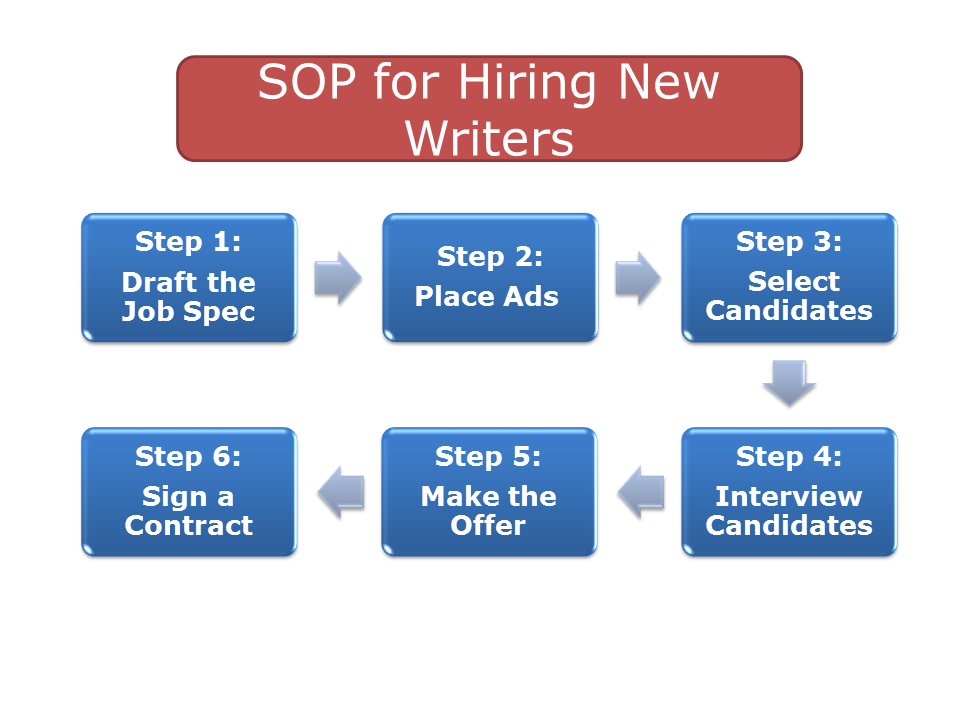 SOP for Hiring New
Writers
Step 1:
Draft the
Job Spec
Step 2:
Place Ads
Step 3:
Select
Candidates
Step 4:
Interview
Candidates
Step 5:
Make the
Offer
Step 6:
Sign a
Contract